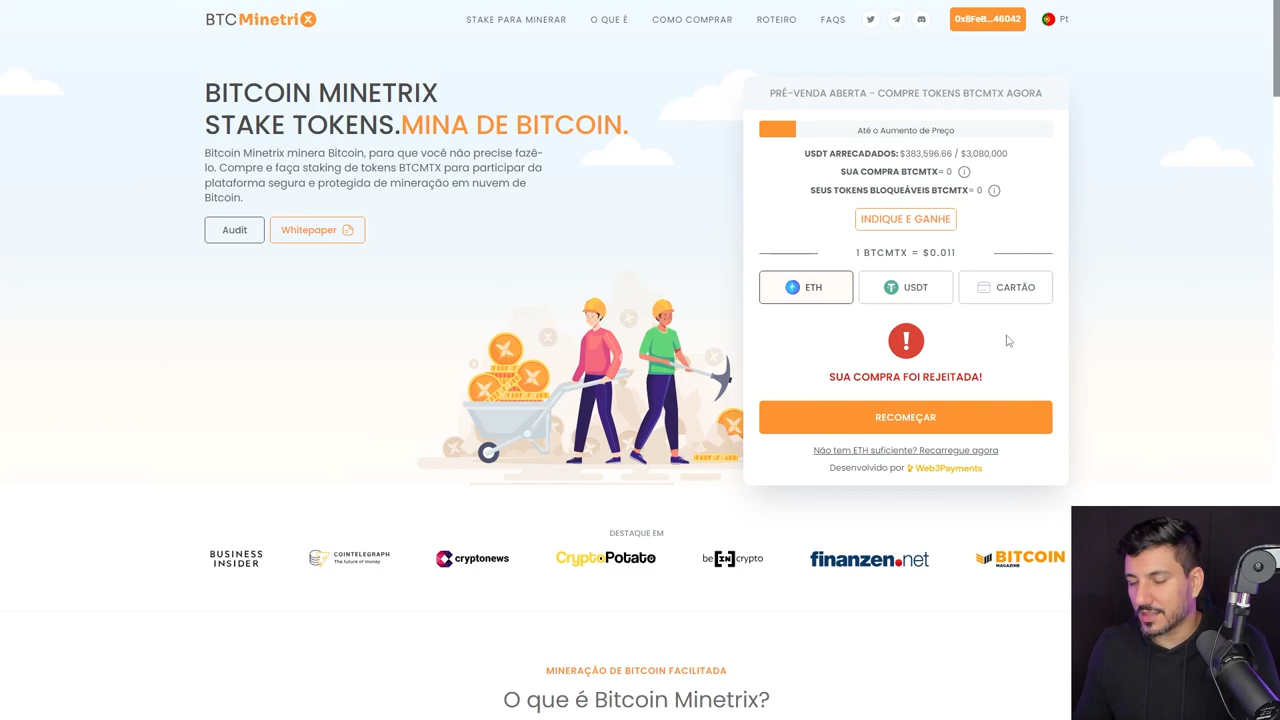 BTCMinetriX
STAKE PARA MINERAR
O QUE É
COMO COMPRAR
ROTEIRO
FAQS
0x8FeB...46042
Pt
BITCOIN MINETRIX
STAKE TOKENS.MINA DE BITCOIN.
Bitcoin Minetrix minera Bitcoin, para que você não precise fazê-
lo. Compre e faça staking de tokens BTCMTX para participar da
plataforma segura e protegida de mineração em nuvem de
Bitcoin.
Audit
Whitepaper
PRÉ-VENDA ABERTA - COMPRE TOKENS BTCMTX AGORA
Até o Aumento de Preço
USDT ARRECADADOS: $383,596.66 / $3,080,000
SUA COMPRA BTCMTX= 0
SEUS TOKENS BLOQUEÁVEIS BTCMTX= 0
INDIQUE E GANHE
1 BTCMTX = $0.011
ETH
USDT
CARTÃO
SUA COMPRA FOI REJEITADA!
RECOMEÇAR
Não tem ETH suficiente? Recarregue agora
Desenvolvido por Web3Payments
DESTAQUE EM
BUSINESS
INSIDER
COINTELEGRAPH
The future of money
cryptonews
CryptoPotato
be[IN]crypto
finanzen.net
BITCOIN
MAGAZINE
MINERAÇÃO DE BITCOIN FACILITADA
O que é Bitcoin Minetrix?